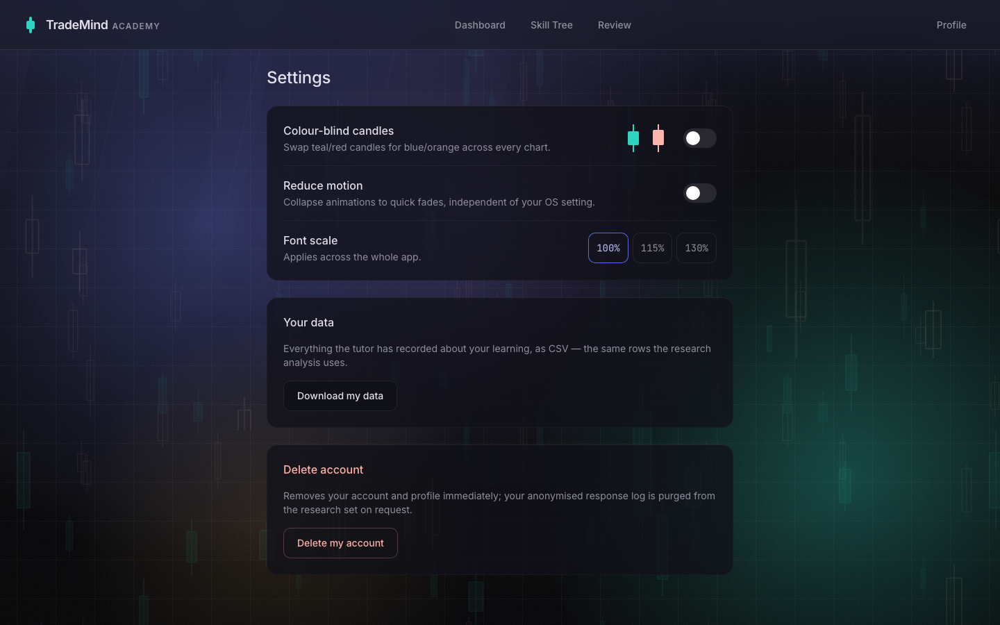 TradeMind ACADEMY
Dashboard
Skill Tree
Review
Profile
Settings
Colour-blind candles
Swap teal/red candles for blue/orange across every chart.
Reduce motion
Collapse animations to quick fades, independent of your OS setting.
Font scale
Applies across the whole app.
100%
115%
130%
Your data
Everything the tutor has recorded about your learning, as CSV — the same rows the research
analysis uses.
Download my data
Delete account
Removes your account and profile immediately; your anonymised response log is purged from
the research set on request.
Delete my account